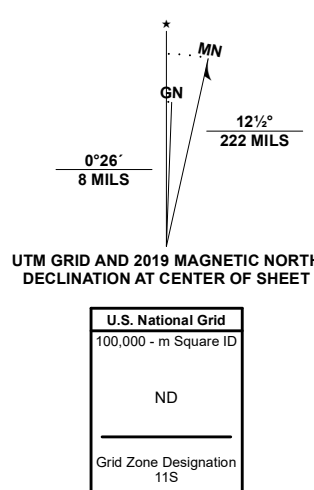 ★
MN
GN
12½°
222 MILS
0°26´
8 MILS
UTM GRID AND 2019 MAGNETIC NORTH
DECLINATION AT CENTER OF SHEET
U.S. National Grid
100,000 - m Square ID
ND
Grid Zone Designation
11S